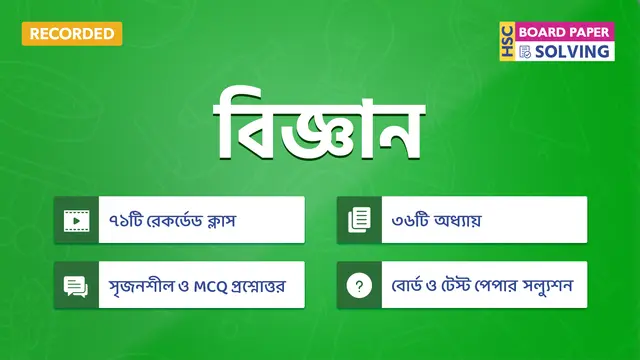 RECORDED
HSC
BOARD PAPER
SOLVING
বিজ্ঞান
৭১টি রেকর্ডেড ক্লাস
৩৬টি অধ্যায়
সৃজনশীল ও MCQ প্রশ্নোত্তর
বোর্ড ও টেস্ট পেপার সল্যুশন